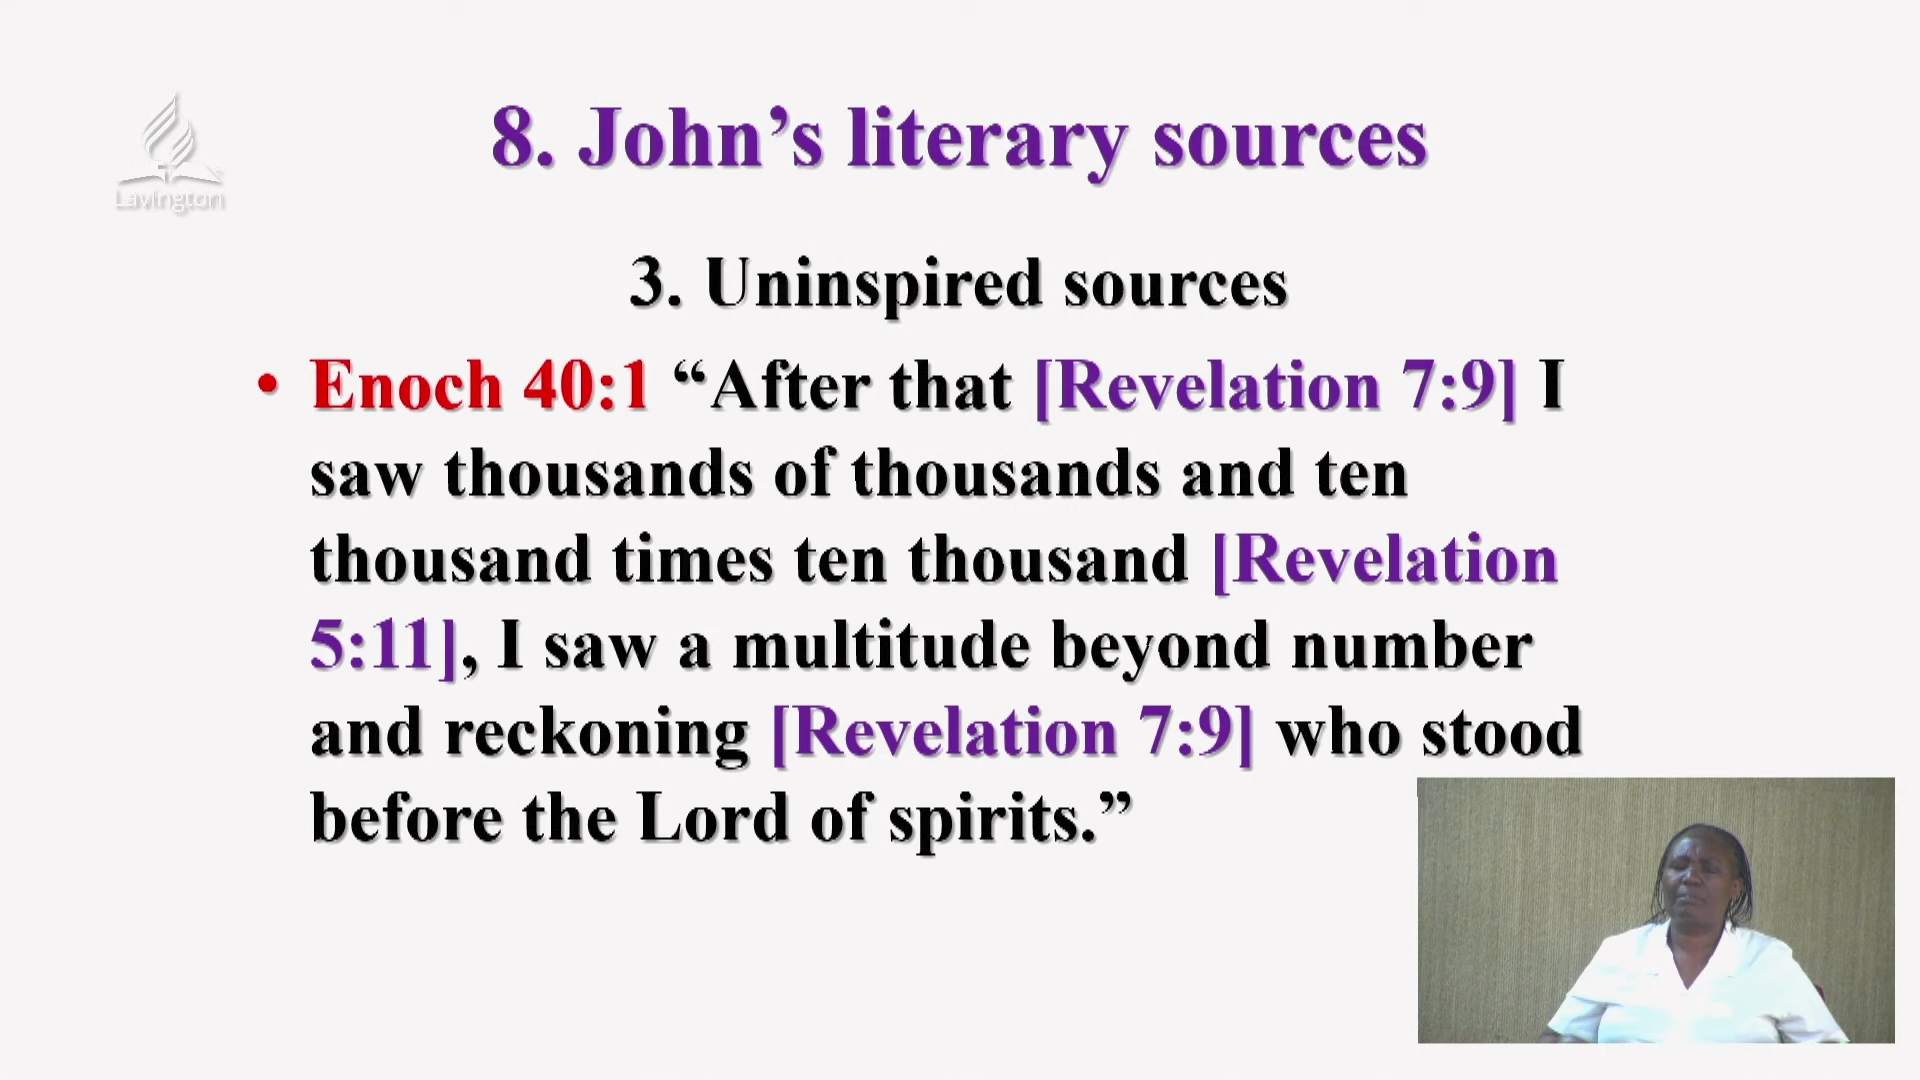 Lavington
8. John’s literary sources
3. Uninspired sources
• Enoch 40:1 “After that [Revelation 7:9] I
saw thousands of thousands and ten
thousand times ten thousand [Revelation
5:11], I saw a multitude beyond number
and reckoning [Revelation 7:9] who stood
before the Lord of spirits.”